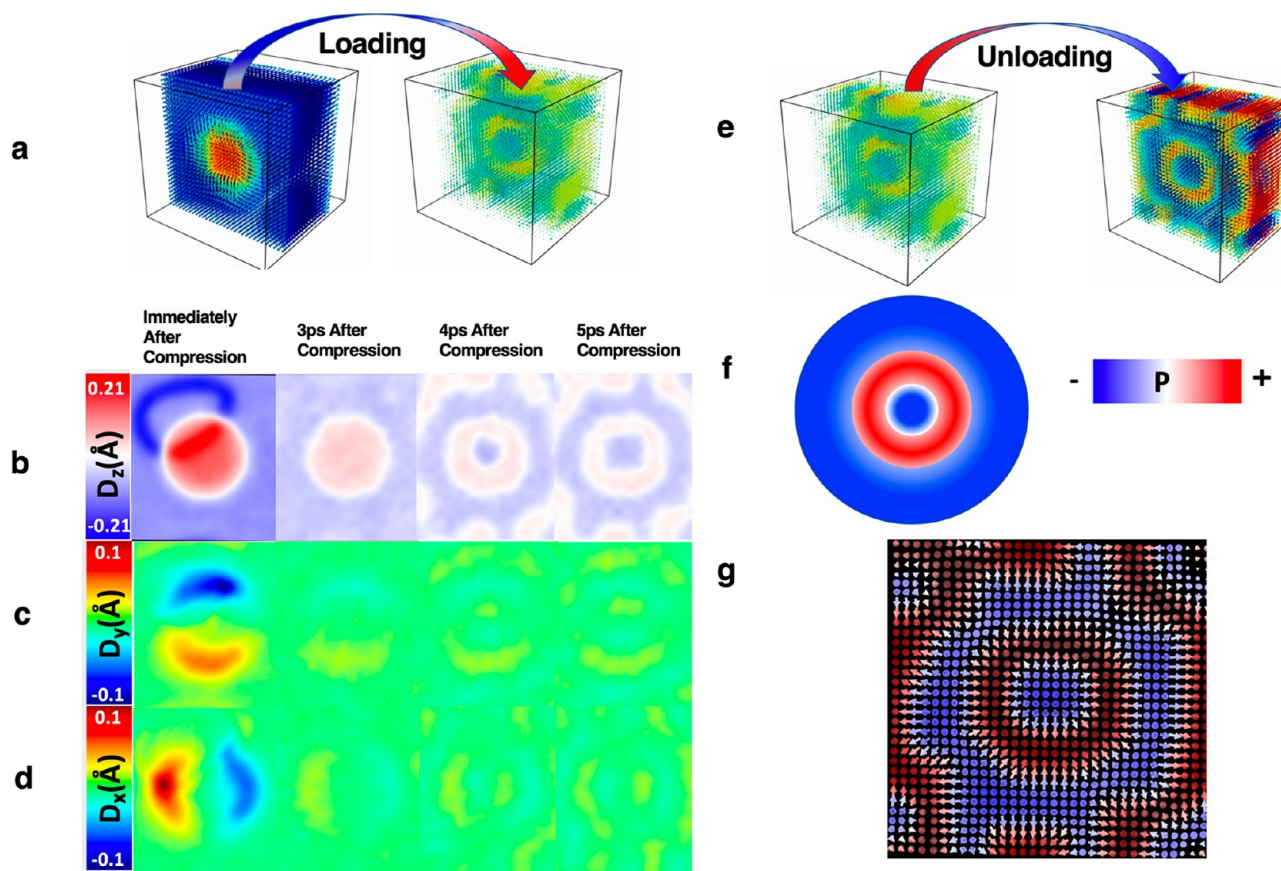 Loading
a
Immediately
After
Compression
3ps After
Compression
4ps After
Compression
5ps After
Compression
b
0.21
Dz(Å)
-0.21
c
0.1
Dy(Å)
-0.1
d
0.1
Dx(Å)
-0.1
Unloading
e
f
- P +
g